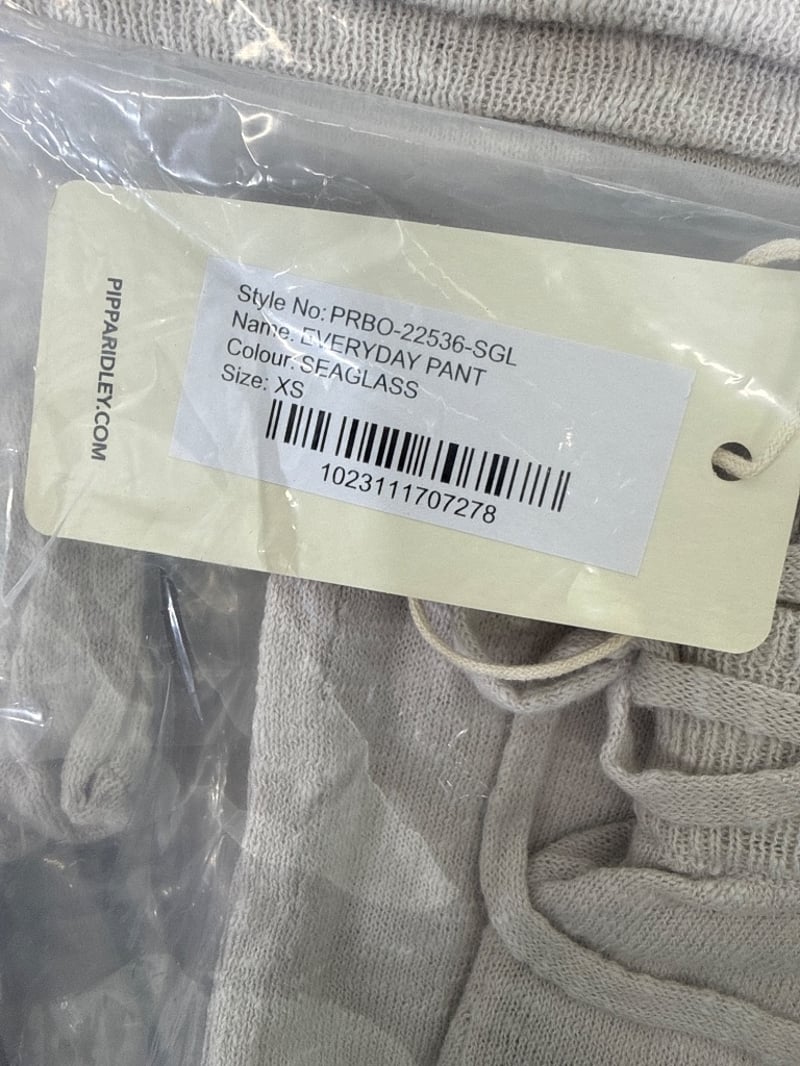 PIPPARIDLEY.COM
Style No: PRBO-22536-SGL
Name: EVERYDAY PANT
Colour: SEAGLASS
Size: XS
1023111707278